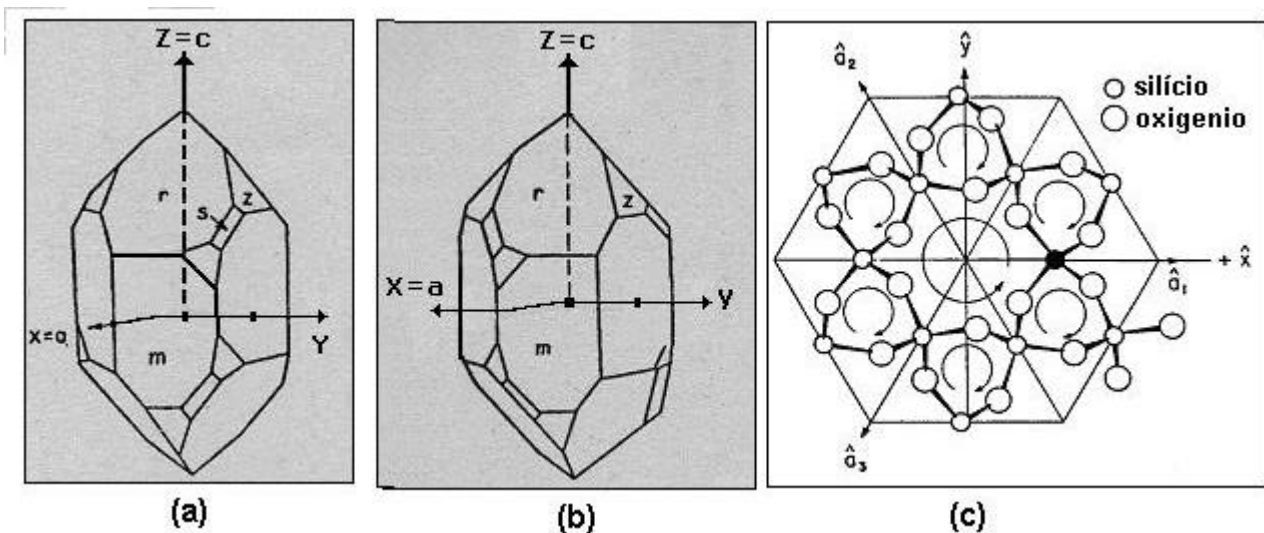 Z=c
r
s
z
X=a
m
Y
(a)
Z=c
r
z
X=a
m
Y
(b)
â₂
ŷ
silício
oxigenio
+ x̂
â₁
â₃
(c)